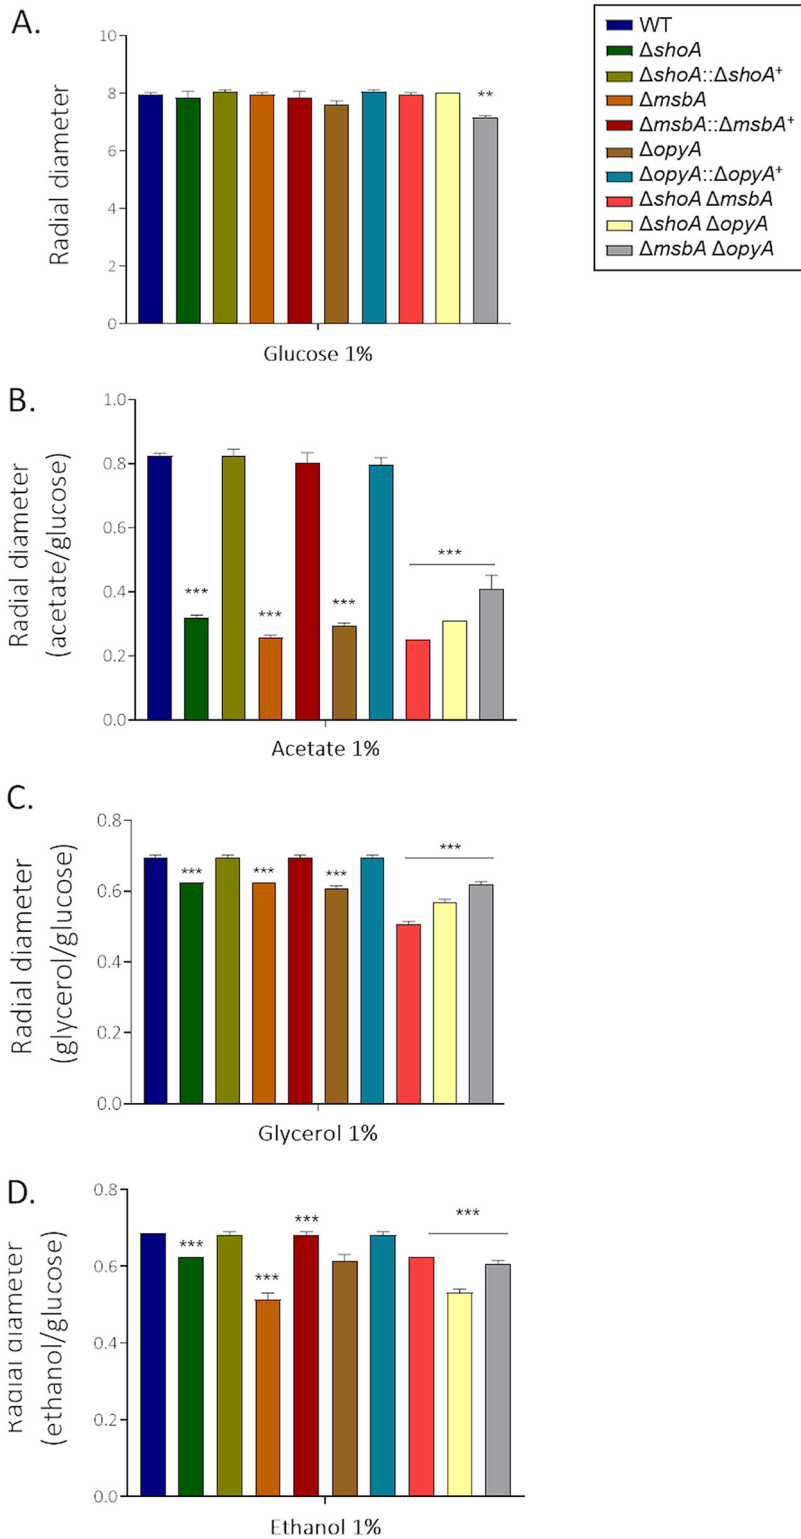 A.
10
8
6
4
2
0
Radial diameter
**
Glucose 1%
WT
ΔshoA
ΔshoA::ΔshoA⁺
ΔmsbA
ΔmsbA::ΔmsbA⁺
ΔopyA
ΔopyA::ΔopyA⁺
ΔshoA ΔmsbA
ΔshoA ΔopyA
ΔmsbA ΔopyA
B.
1.0
0.8
0.6
0.4
0.2
0.0
Radial diameter
(acetate/glucose)
***
***
***
***
Acetate 1%
C.
0.8
0.6
0.4
0.2
0.0
Radial diameter
(glycerol/glucose)
***
***
***
***
Glycerol 1%
D.
0.8
0.6
0.4
0.2
0.0
Radial diameter
(ethanol/glucose)
***
***
***
***
Ethanol 1%